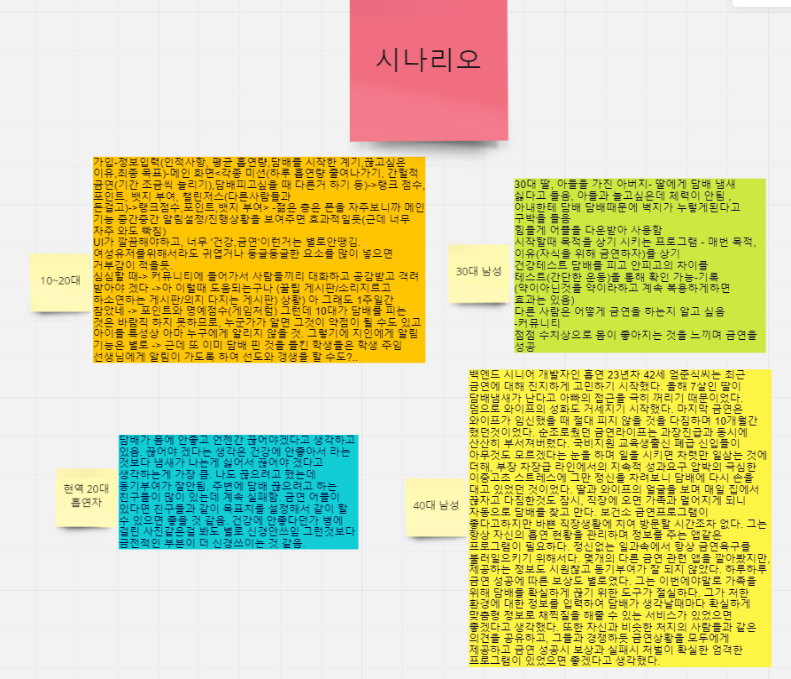 시나리오
10~20대
가입-정보입력(인적사항, 평균 흡연량,담배를 시작한 계기,끊고싶은
이유,최종 목표)-메인 화면<각종 미션(하루 흡연량 줄여나가기, 간헐적
금연(기간 조금씩 늘리기),담배피고싶을 때 다른거 하기 등)->랭크 점수,
포인트, 뱃지 부여, 챌린저스(다른사람들과
돈걸고)->랭크점수,포인트,뱃지 부여> -젊은 층은 폰을 자주보니까 메인
기능 중간중간 알림설정/진행상황을 보여주면 효과적일듯(근데 너무
자주 와도 빡침)
UI가 깔끔해야하고, 너무 '건강,금연'이런거는 별로안땡김.
여성유저를위해서라도 귀엽거나 둥글둥글한 요소를 많이 넣으면
거부감이 적을듯.
심심할 때-> 커뮤니티에 들어가서 사람들끼리 대화하고 공감받고 격려
받아야 겠다 ->아 이럴때 도움되는구나 (꿀팁 게시판/소리지르고
하소연하는 게시판/의지 다지는 게시판) 상황) 아 그래도 1주일간
참았네 -> 포인트와 명예점수(게임처럼) 그런데 10대가 담배를 피는
것은 바람직 하지 못하므로, 누군가가 알면 그것이 약점이 될 수도 있고
아이들 특성상 아마 누구에게 알리지 않을 것. 그렇기에 지인에게 알림
기능은 별로 -> 근데 또 이미 담배 핀 것을 들킨 학생들은 학생 주임
선생님에게 알림이 가도록 하여 선도와 갱생을 할 수도?..
30대 남성
30대 딸, 아들을 가진 아버지- 딸에게 담배 냄새
싫다고 들음, 아들과 놀고싶은데 체력이 안됨 ,
아내한테 담배 담배때문에 벽지가 누렇게된다고
구박을 들음
힘들게 어플을 다운받아 사용함
시작할때 목적을 상기 시키는 프로그램 - 매번 목적,
이유(자식을 위해 금연하자)를 상기
건강테스트 담배를 피고 안피고의 차이를
테스트(간단한 운동)을 통해 확인 가능-기록
(약이아닌것을 약이라하고 계속 복용하게하면
효과는 있음)
다른 사람은 어떻게 금연을 하는지 알고 싶음
-커뮤니티
점점 수치상으로 몸이 좋아지는 것을 느끼며 금연을
성공
현역 20대
흡연자
담배가 몸에 안좋고 언젠간 끊어야겠다고 생각하고
있음. 끊어야 겠다는 생각은 건강에 안좋아서 라는
것보다 냄새가 나는게 싫어서 끊어야 겠다고
생각하는게 가장 큼. 나도 끊으려고 했는데
동기부여가 잘안됨. 주변에 담배 끊으려고 하는
친구들이 많이 있는데 계속 실패함. 금연 어플이
있다면 친구들과 같이 목표치를 설정해서 같이 할
수 있으면 좋을 것 같음. 건강에 안좋다던가 병에
걸린 사진같은걸 봐도 별로 신경안쓰임 그런것보다
금전적인 부분이 더 신경쓰이는 것 같음.
40대 남성
백엔드 시니어 개발자인 흡연 23년차 42세 엄준식씨는 최근
금연에 대해 진지하게 고민하기 시작했다. 올해 7살인 딸이
담배냄새가 난다고 아빠의 접근을 극히 꺼리기 때문이었다.
덤으로 와이프의 성화도 거세지기 시작했다. 마지막 금연은
와이프가 임신했을 때 절대 피지 않을 것을 다짐하며 10개월간
했던것이었다. 순조로웠던 금연라이프는 과장진급과 동시에
산산히 부서져버렸다. 국비지원 교육생출신 폐급 신입들이
아무것도 모르겠다는 눈을 하며 일을 시키면 차렷만 일삼는 것에
더해, 부장 차장급 라인에서의 지속적 성과요구 압박의 극심한
이중고초 스트레스에 그만 정신을 차려보니 담배에 다시 손을
대고 있었던 것이었다. 딸과 와이프의 얼굴을 보며 매일 집에서
끊자고 다짐한것도 잠시, 직장에 오면 가족과 멀어지게 되니
자동으로 담배를 찾고 만다. 보건소 금연프로그램이
좋다고하지만 바쁜 직장생활에 지여 방문할 시간조차 없다. 그는
항상 자신의 흡연 현황을 관리하며 정보를 주는 앱같은
프로그램이 필요하다. 정신없는 일과속에서 항상 금연욕구를
불러일으키기 위해서다. 몇개의 다른 금연 관련 앱을 깔아봤지만,
제공하는 정보도 시원찮고 동기부여가 잘 되지 않았다. 하루하루
금연 성공에 따른 보상도 별로였다. 그는 이번에야말로 가족을
위해 담배를 확실하게 끊기 위한 도구가 절실하다. 그가 처한
환경에 대한 정보를 입력하여 담배가 생각날때마다 확실하게
맞춤형 정보로 채찍질을 해줄 수 있는 서비스가 있었으면
좋겠다고 생각했다. 또한 자신과 비슷한 처지의 사람들과 같은
의견을 공유하고, 그들과 경쟁하듯 금연상황을 모두에게
제공하고 금연 성공시 보상과 실패시 처벌이 확실한 엄격한
프로그램이 있었으면 좋겠다고 생각했다.